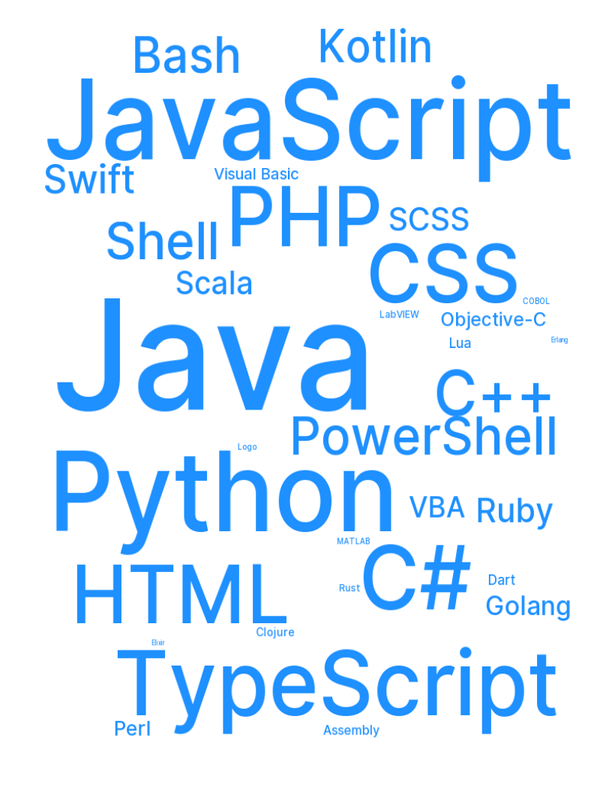 Bash
Kotlin
JavaScript
Swift
Visual Basic
PHP
SCSS
Shell
CSS
Scala
COBOL
LabVIEW
Objective-C
Java
Lua
Erlang
C++
PowerShell
Logo
Python
VBA
Ruby
MATLAB
C#
HTML
Rust
Dart
Golang
Clojure
TypeScript
Perl
Assembly